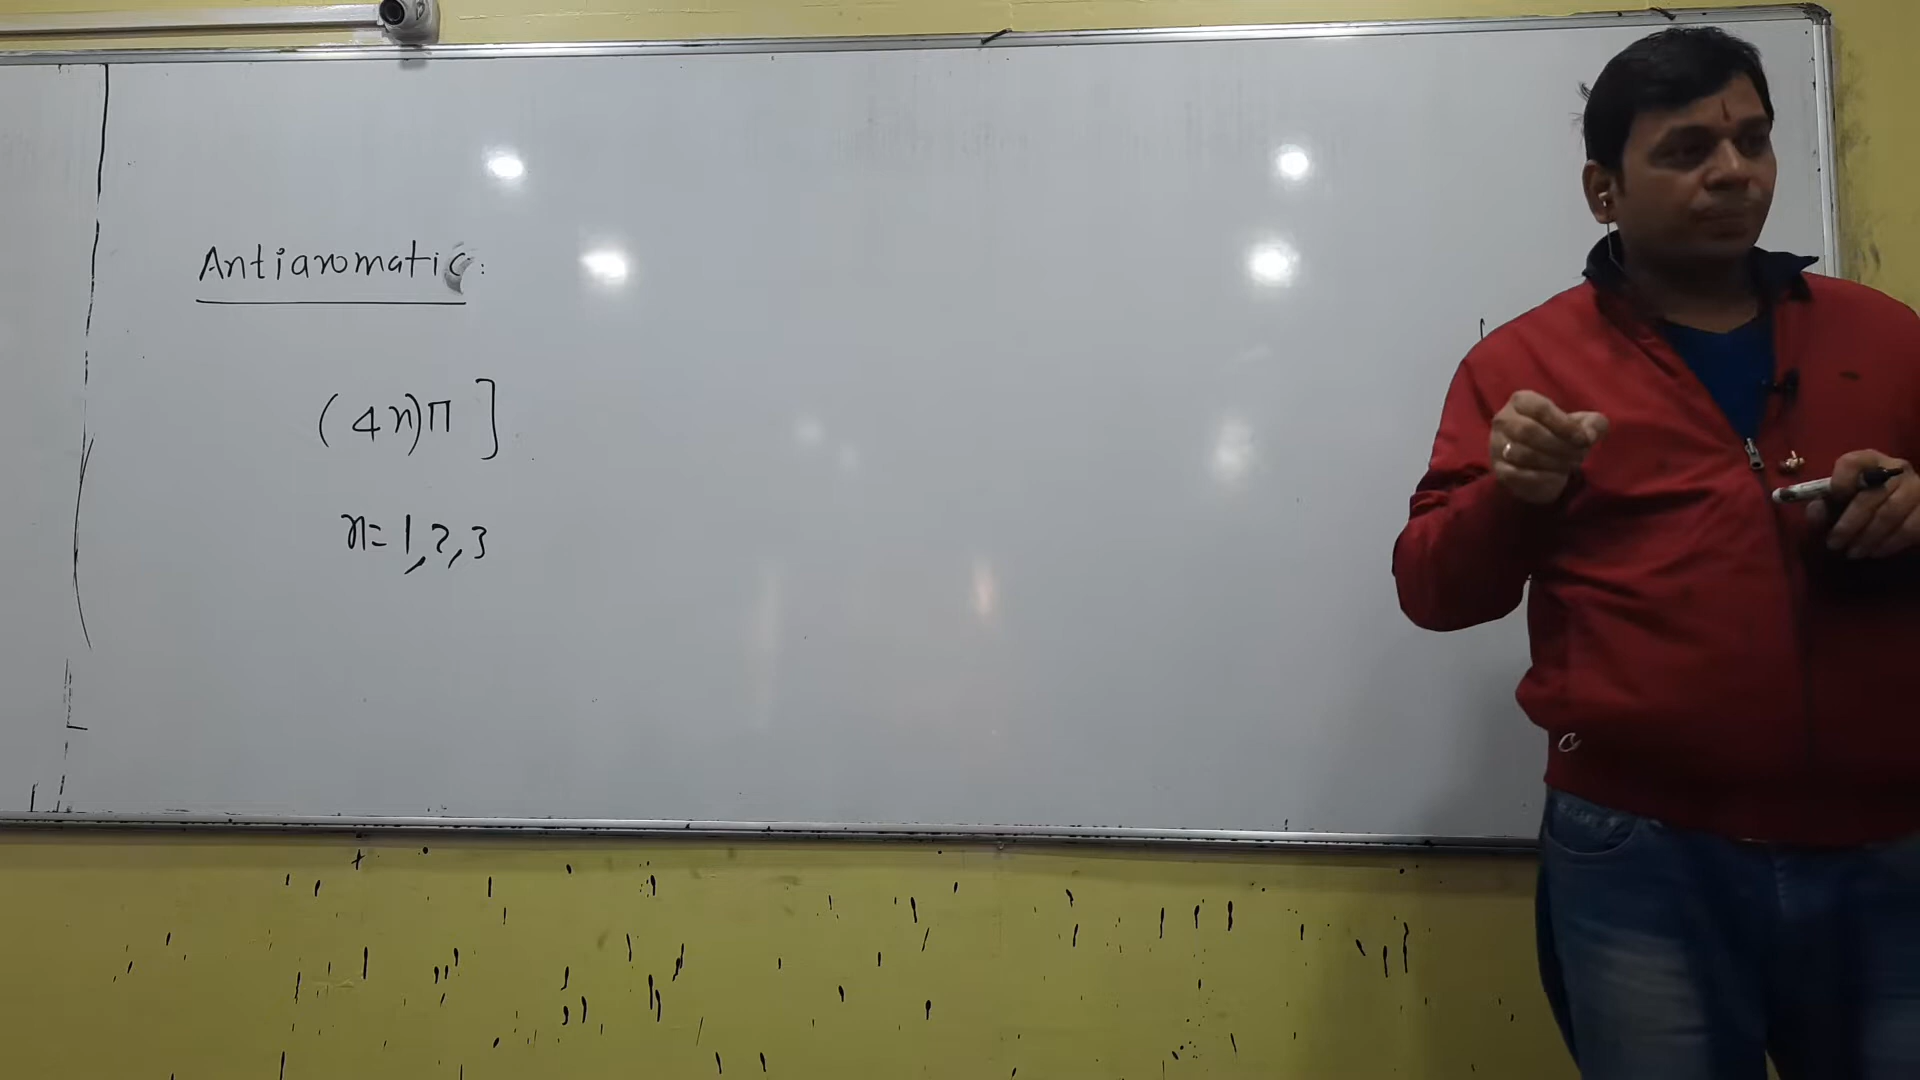 Antiaromatic:
(4n)π]
n=1,2,3